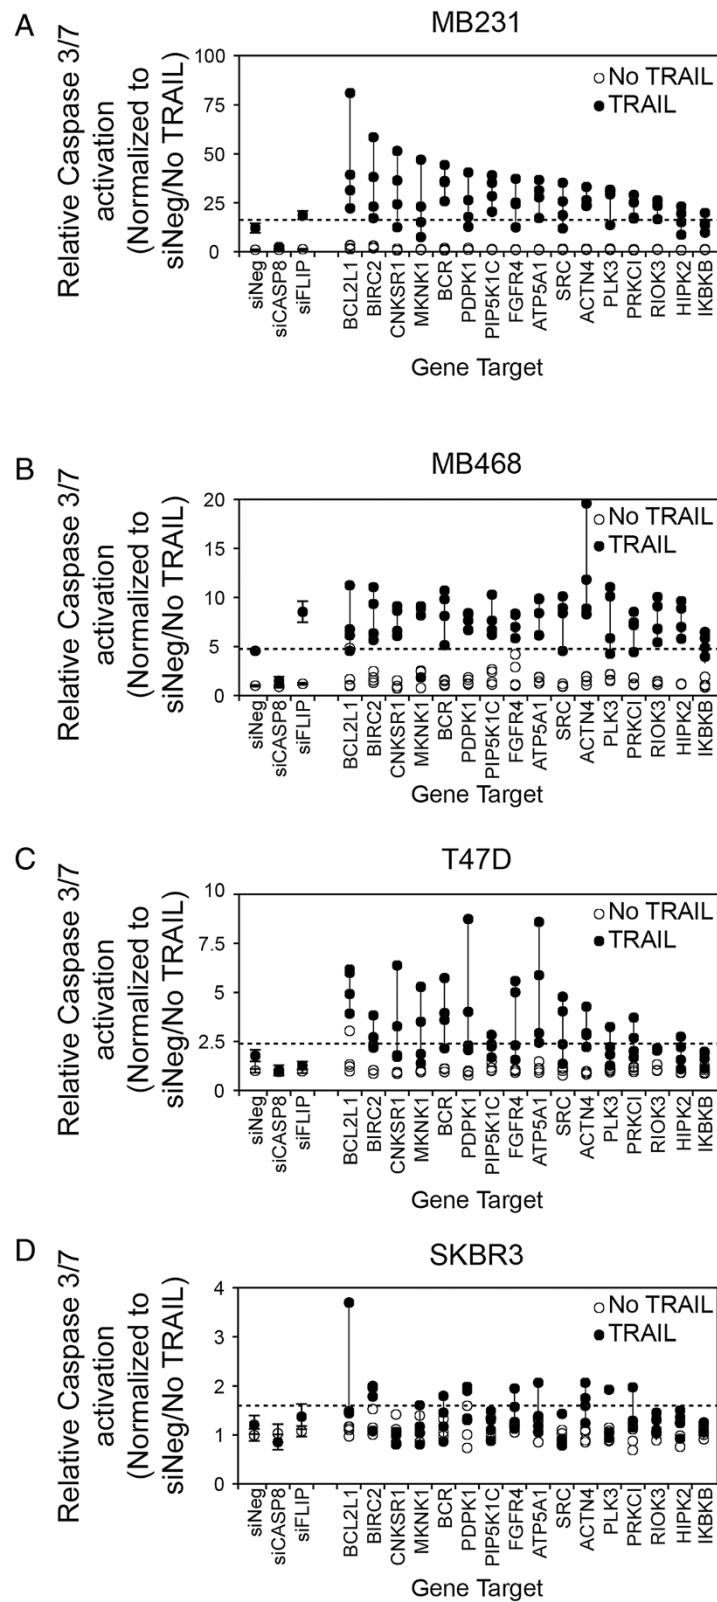 A
MB231
Relative Caspase 3/7
activation
(Normalized to
siNeg/No TRAIL)
100
75
50
25
0
No TRAIL
TRAIL
siNeg
siCASP8
siFLIP
BCL2L1
BIRC2
CNKSR1
MKNK1
BCR
PDPK1
PIP5K1C
FGFR4
ATP5A1
SRC
ACTN4
PLK3
PRKCI
RIOK3
HIPK2
IKBKB
Gene Target
B
MB468
Relative Caspase 3/7
activation
(Normalized to
siNeg/No TRAIL)
20
15
10
5
0
No TRAIL
TRAIL
siNeg
siCASP8
siFLIP
BCL2L1
BIRC2
CNKSR1
MKNK1
BCR
PDPK1
PIP5K1C
FGFR4
ATP5A1
SRC
ACTN4
PLK3
PRKCI
RIOK3
HIPK2
IKBKB
Gene Target
C
T47D
Relative Caspase 3/7
activation
(Normalized to
siNeg/No TRAIL)
10
7.5
5
2.5
0
No TRAIL
TRAIL
siNeg
siCASP8
siFLIP
BCL2L1
BIRC2
CNKSR1
MKNK1
BCR
PDPK1
PIP5K1C
FGFR4
ATP5A1
SRC
ACTN4
PLK3
PRKCI
RIOK3
HIPK2
IKBKB
Gene Target
D
SKBR3
Relative Caspase 3/7
activation
(Normalized to
siNeg/No TRAIL)
4
3
2
1
0
No TRAIL
TRAIL
siNeg
siCASP8
siFLIP
BCL2L1
BIRC2
CNKSR1
MKNK1
BCR
PDPK1
PIP5K1C
FGFR4
ATP5A1
SRC
ACTN4
PLK3
PRKCI
RIOK3
HIPK2
IKBKB
Gene Target